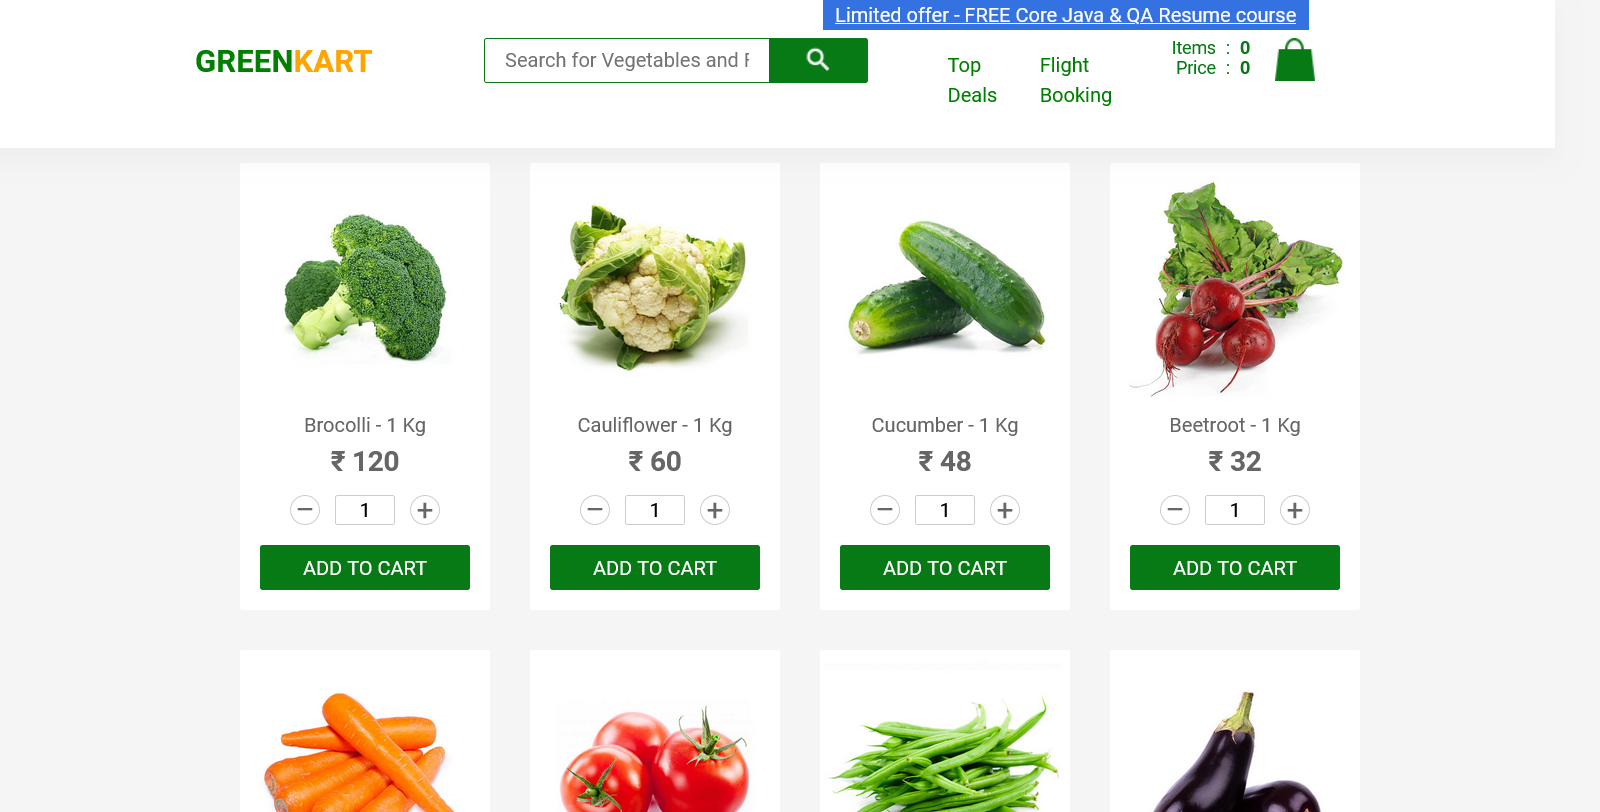 Limited offer - FREE Core Java & QA Resume course
GREENKART
Search for Vegetables and F
Top
Deals
Flight
Booking
Items : 0
Price : 0
Brocolli - 1 Kg
₹ 120
− 1 +
ADD TO CART
Cauliflower - 1 Kg
₹ 60
− 1 +
ADD TO CART
Cucumber - 1 Kg
₹ 48
− 1 +
ADD TO CART
Beetroot - 1 Kg
₹ 32
− 1 +
ADD TO CART